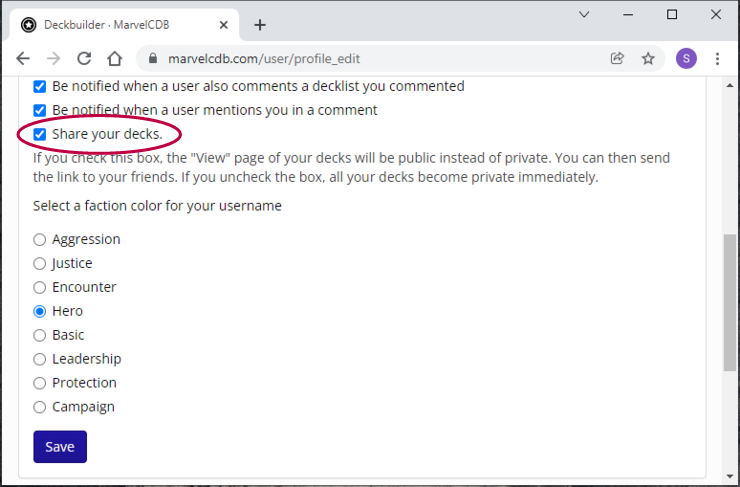 Deckbuilder · MarvelCDB
marvelcdb.com/user/profile_edit
S
Be notified when a user also comments a decklist you commented
Be notified when a user mentions you in a comment
Share your decks.
If you check this box, the "View" page of your decks will be public instead of private. You can then send
the link to your friends. If you uncheck the box, all your decks become private immediately.
Select a faction color for your username
Aggression
Justice
Encounter
Hero
Basic
Leadership
Protection
Campaign
Save